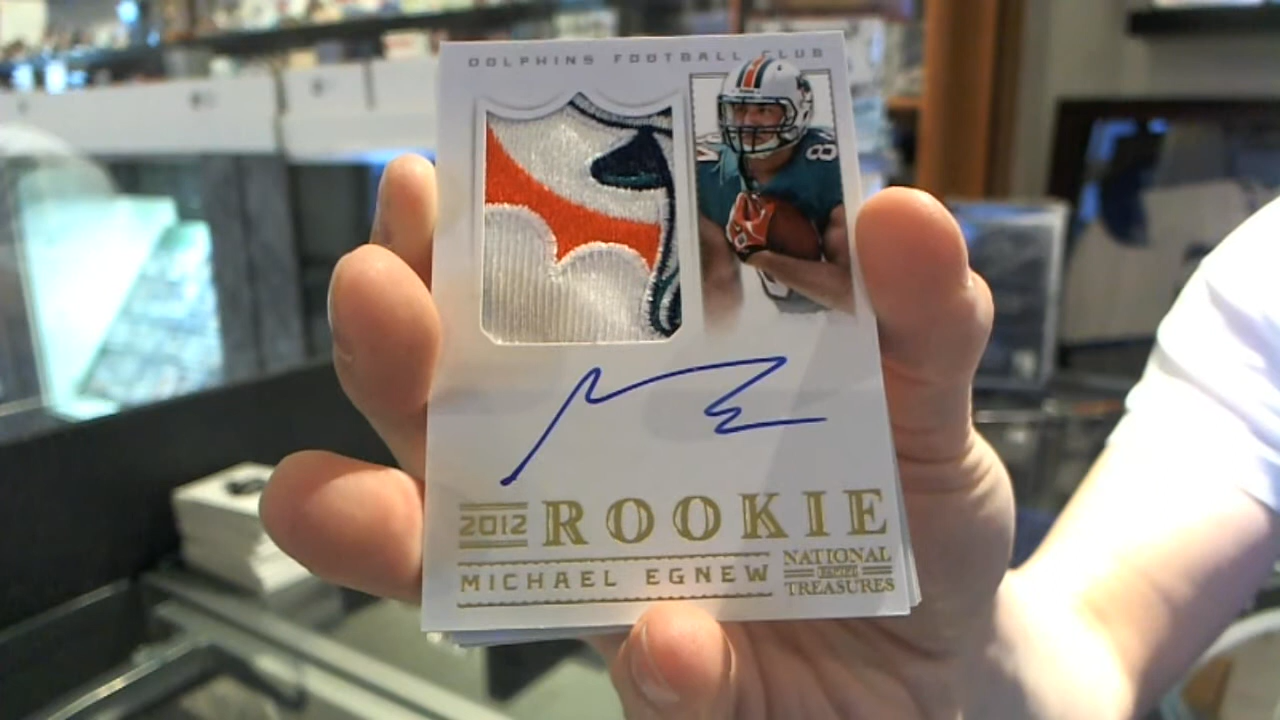 DOLPHINS FOOTBALL CLUB
2012 ROOKIE
MICHAEL EGNEW
NATIONAL
TREASURES